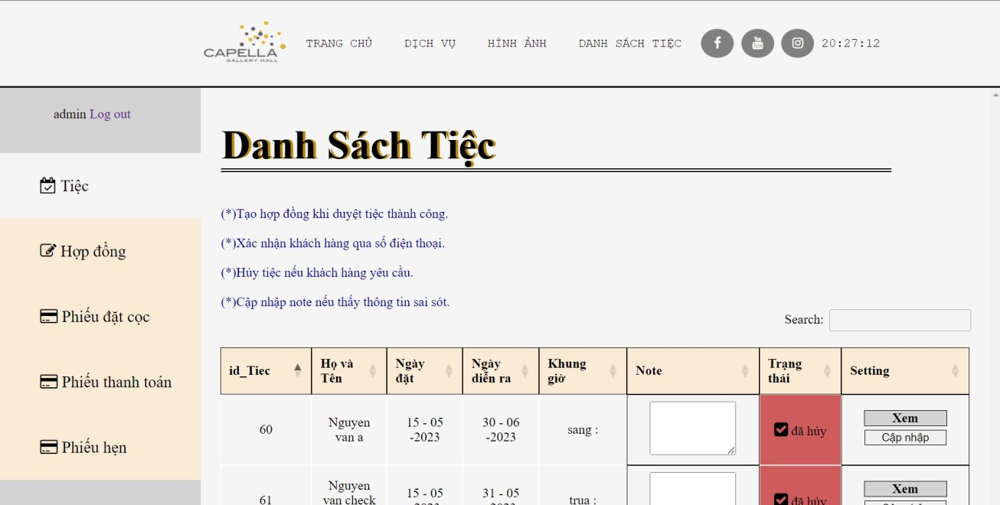 CAPELLA
GALLERY HALL
TRANG CHỦ DỊCH VỤ HÌNH ẢNH DANH SÁCH TIỆC 20:27:12
admin Log out
Tiệc
Hợp đồng
Phiếu đặt cọc
Phiếu thanh toán
Phiếu hẹn
Danh Sách Tiệc
(*)Tạo hợp đồng khi duyệt tiệc thành công.
(*)Xác nhận khách hàng qua số điện thoại.
(*)Hủy tiệc nếu khách hàng yêu cầu.
(*)Cập nhập note nếu thấy thông tin sai sót.
Search:
id_Tiec Họ và Tên Ngày đặt Ngày diễn ra Khung giờ Note Trạng thái Setting
60 Nguyen van a 15 - 05 -2023 30 - 06 -2023 sang : đã hủy Xem Cập nhập
61 Nguyen van check 15 - 05 31 - 05 trua : đã hủy Xem